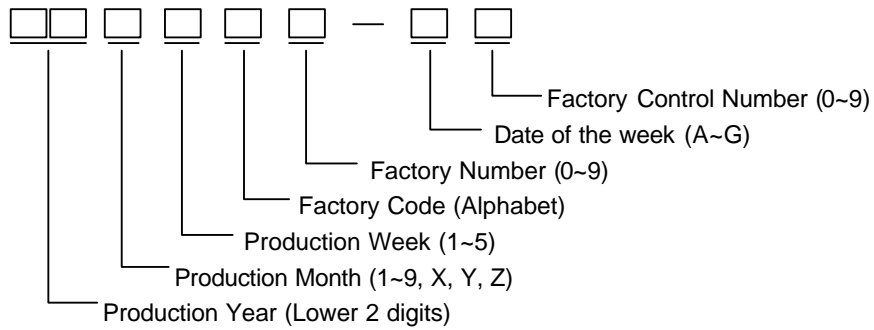 Factory Control Number (0~9)
Date of the week (A~G)
Factory Number (0~9)
Factory Code (Alphabet)
Production Week (1~5)
Production Month (1~9, X, Y, Z)
Production Year (Lower 2 digits)